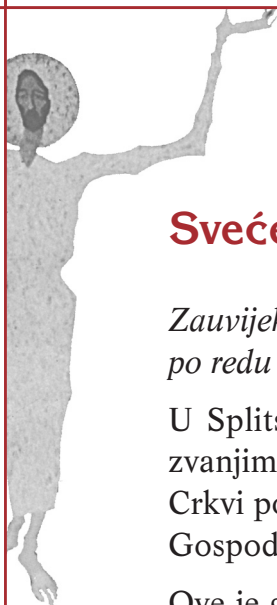 Sveće
Zauvijek
po redu
U Splits
zvanjim
Crkvi po
Gospod
Ove je